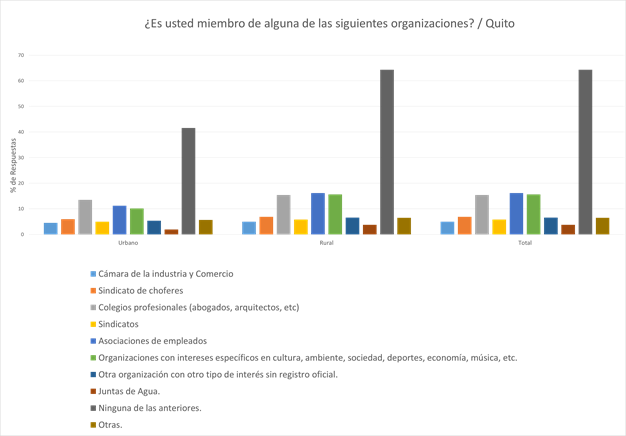 ¿Es usted miembro de alguna de las siguientes organizaciones? / Quito
70
60
50
40
30
20
10
0
% de Respuestas
Urbano Rural Total
Cámara de la industria y Comercio
Sindicato de choferes
Colegios profesionales (abogados, arquitectos, etc)
Sindicatos
Asociaciones de empleados
Organizaciones con intereses específicos en cultura, ambiente, sociedad, deportes, economía, música, etc.
Otra organización con otro tipo de interés sin registro oficial.
Juntas de Agua.
Ninguna de las anteriores.
Otras.